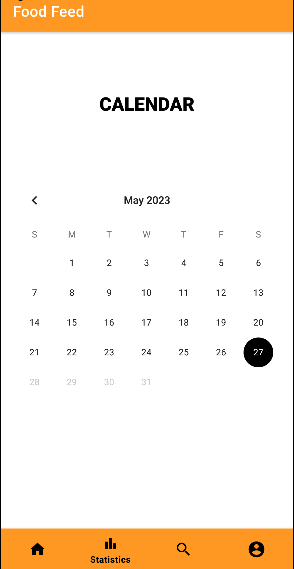 Food Feed
CALENDAR
May 2023
S M T W T F S
1 2 3 4 5 6
7 8 9 10 11 12 13
14 15 16 17 18 19 20
21 22 23 24 25 26 27
28 29 30 31
Statistics